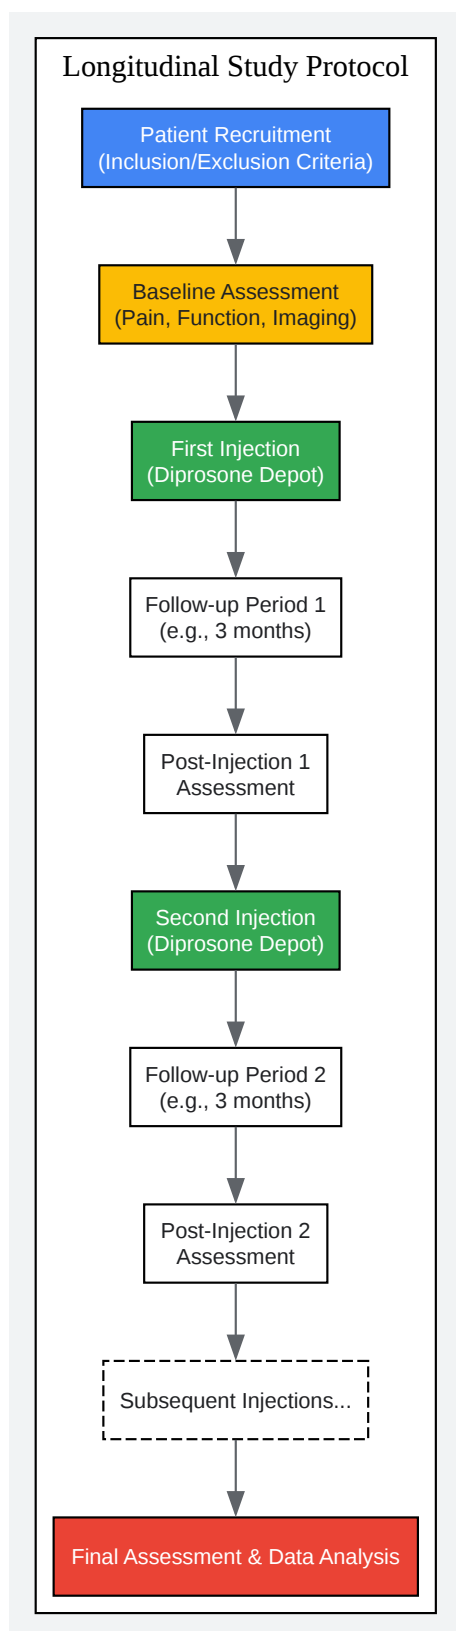 Longitudinal Study Protocol
Patient Recruitment
(Inclusion/Exclusion Criteria)
Baseline Assessment
(Pain, Function, Imaging)
First Injection
(Diprosone Depot)
Follow-up Period 1
(e.g., 3 months)
Post-Injection 1
Assessment
Second Injection
(Diprosone Depot)
Follow-up Period 2
(e.g., 3 months)
Post-Injection 2
Assessment
Subsequent Injections...
Final Assessment & Data Analysis